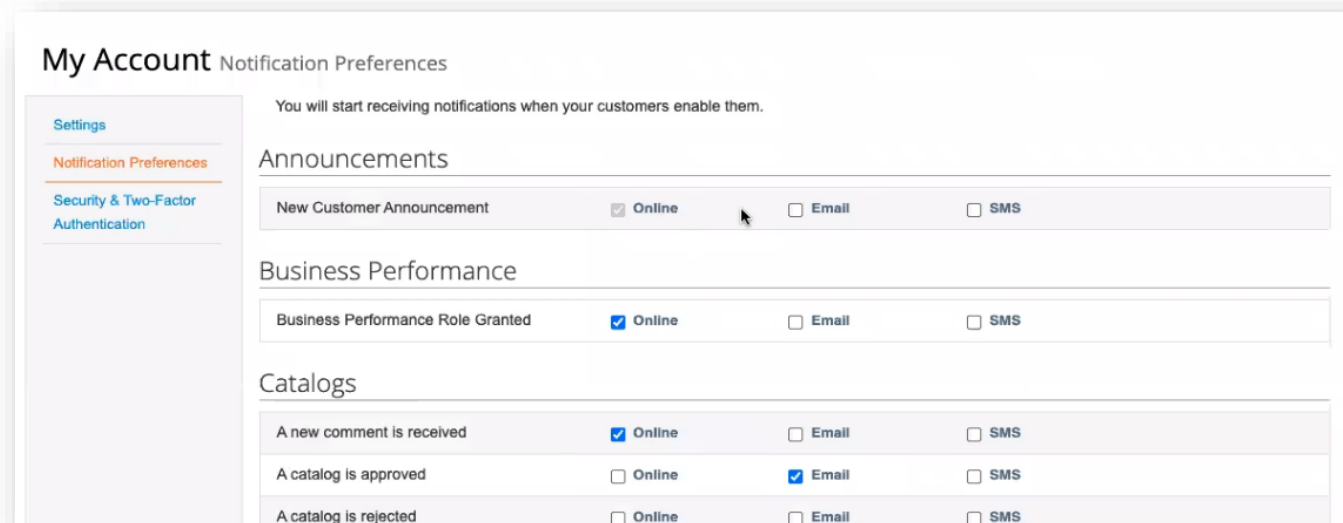 My Account Notification Preferences
You will start receiving notifications when your customers enable them.
Settings
Notification Preferences
Security & Two-Factor
Authentication
Announcements
New Customer Announcement Online Email SMS
Business Performance
Business Performance Role Granted Online Email SMS
Catalogs
A new comment is received Online Email SMS
A catalog is approved Online Email SMS
A catalog is rejected Online Email SMS